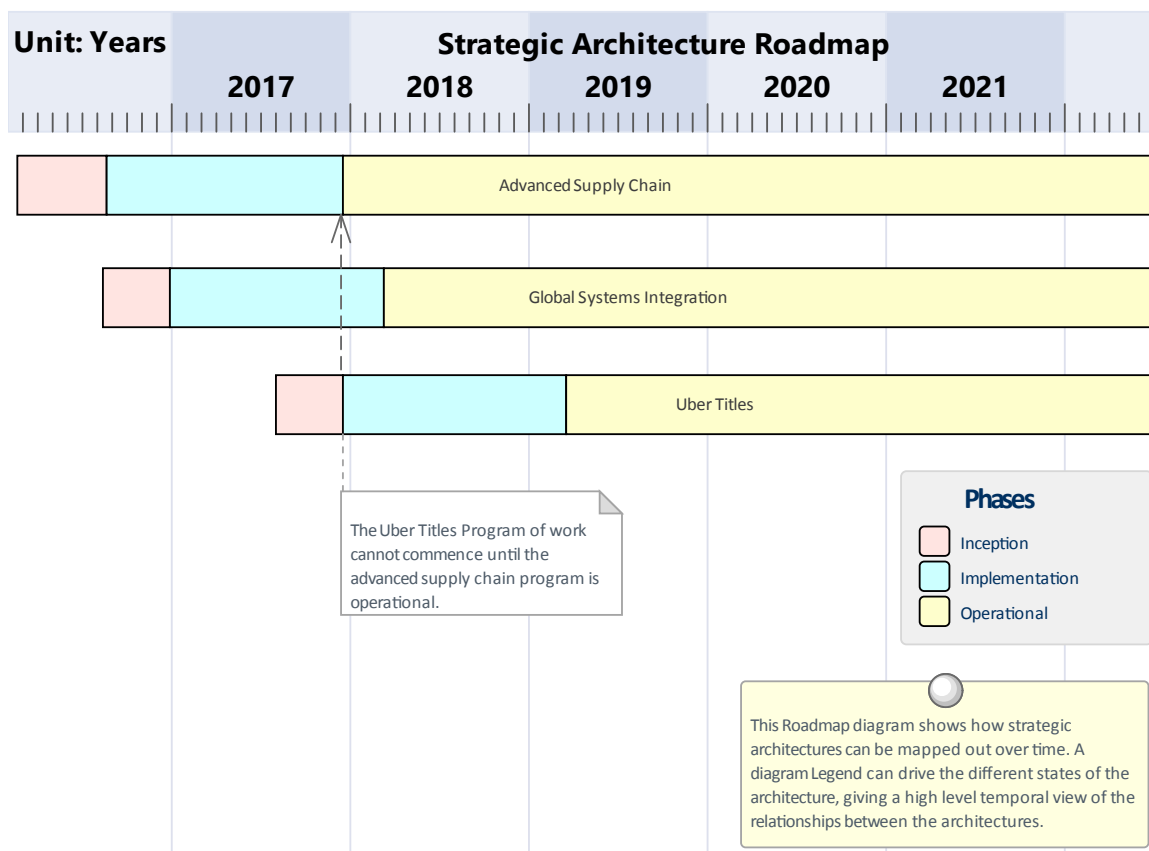 Unit: Years
Strategic Architecture Roadmap
2017
2018
2019
2020
2021
Advanced Supply Chain
Global Systems Integration
Uber Titles
The Uber Titles Program of work
cannot commence until the
advanced supply chain program is
operational.
Phases
Inception
Implementation
Operational
This Roadmap diagram shows how strategic
architectures can be mapped out over time. A
diagram Legend can drive the different states of the
architecture, giving a high level temporal view of the
relationships between the architectures.